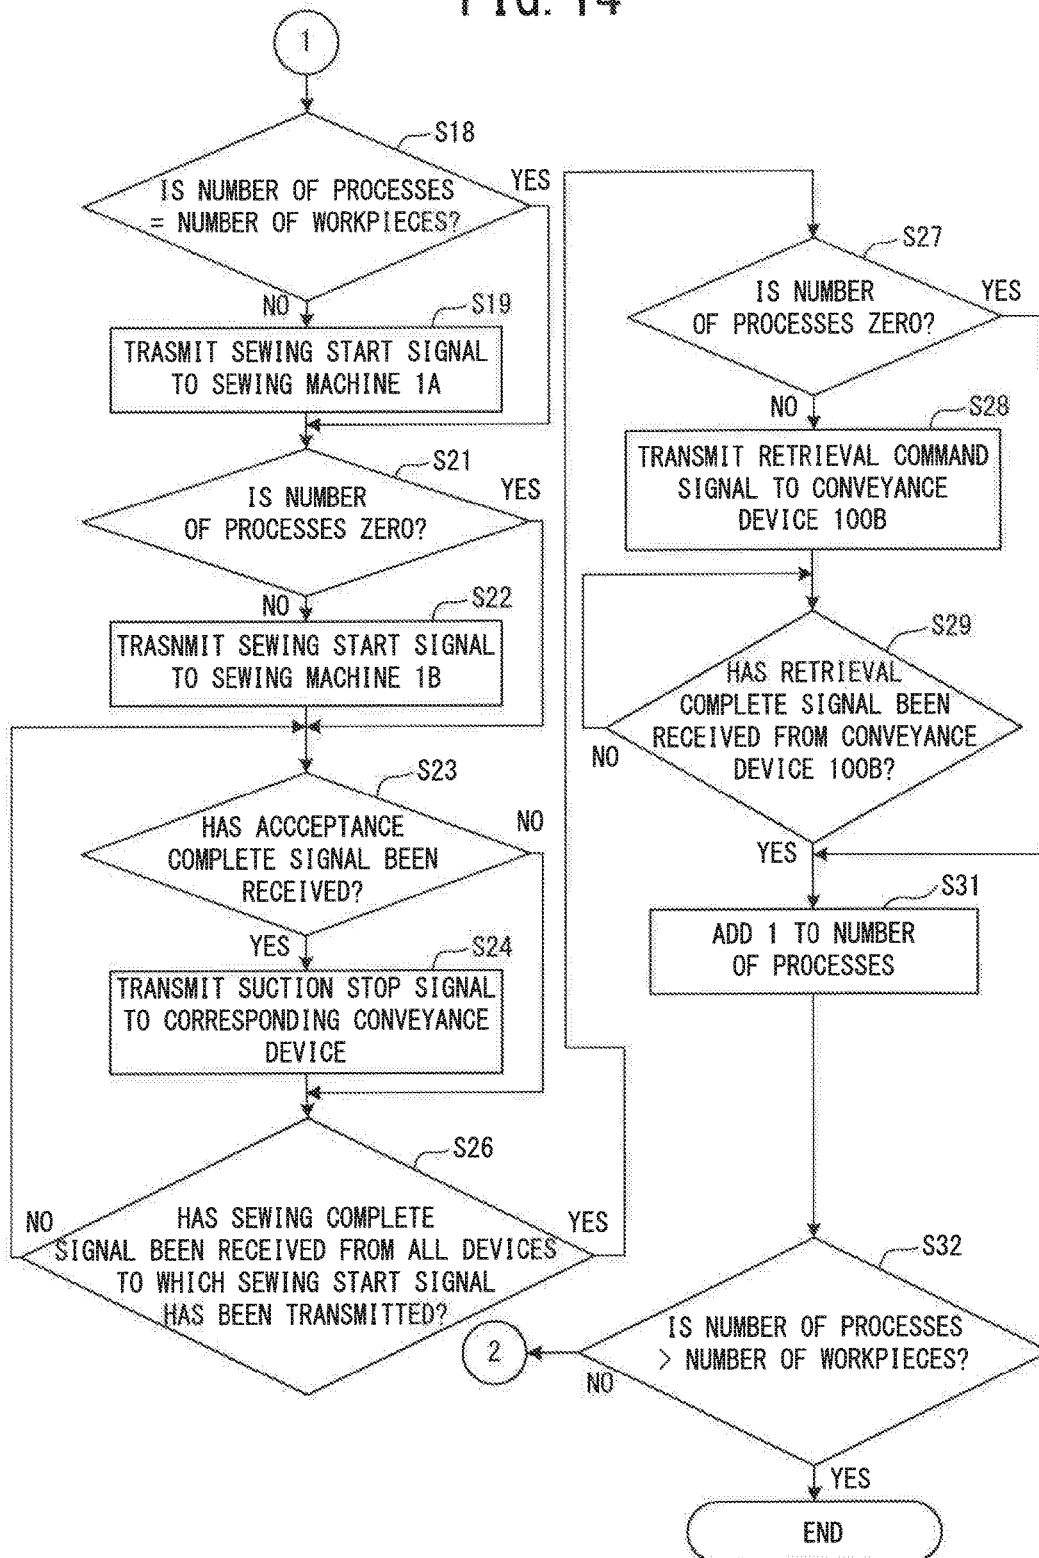 FIG. 14
1
S18
IS NUMBER OF PROCESSES
= NUMBER OF WORKPIECES?
YES
NO
S19
TRASMIT SEWING START SIGNAL
TO SEWING MACHINE 1A
S21
IS NUMBER
OF PROCESSES ZERO?
YES
NO
S22
TRASNMIT SEWING START SIGNAL
TO SEWING MACHINE 1B
S23
HAS ACCCEPTANCE
COMPLETE SIGNAL BEEN
RECEIVED?
NO
YES
S24
TRANSMIT SUCTION STOP SIGNAL
TO CORRESPONDING CONVEYANCE
DEVICE
S26
HAS SEWING COMPLETE
SIGNAL BEEN RECEIVED FROM ALL DEVICES
TO WHICH SEWING START SIGNAL
HAS BEEN TRANSMITTED?
NO
YES
S27
IS NUMBER
OF PROCESSES ZERO?
YES
NO
S28
TRANSMIT RETRIEVAL COMMAND
SIGNAL TO CONVEYANCE
DEVICE 100B
S29
HAS RETRIEVAL
COMPLETE SIGNAL BEEN
RECEIVED FROM CONVEYANCE
DEVICE 100B?
NO
YES
S31
ADD 1 TO NUMBER
OF PROCESSES
S32
IS NUMBER OF PROCESSES
> NUMBER OF WORKPIECES?
2
NO
YES
END